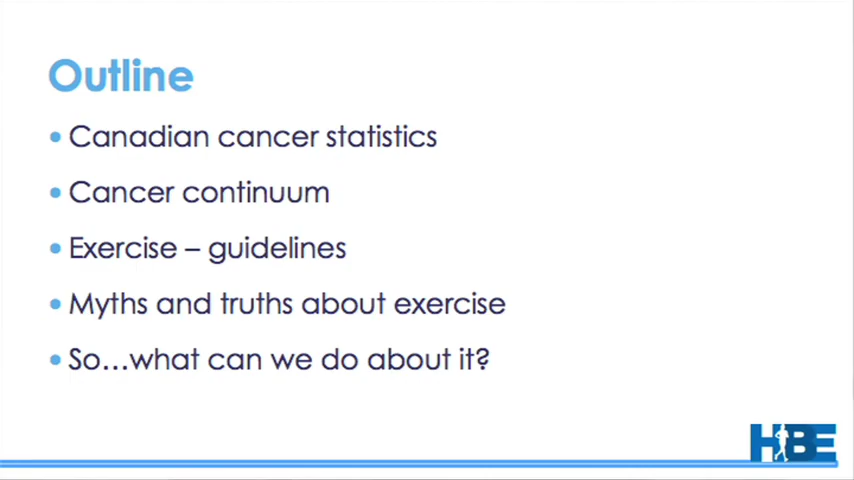 Outline
• Canadian cancer statistics
• Cancer continuum
• Exercise – guidelines
• Myths and truths about exercise
• So...what can we do about it?
HBE